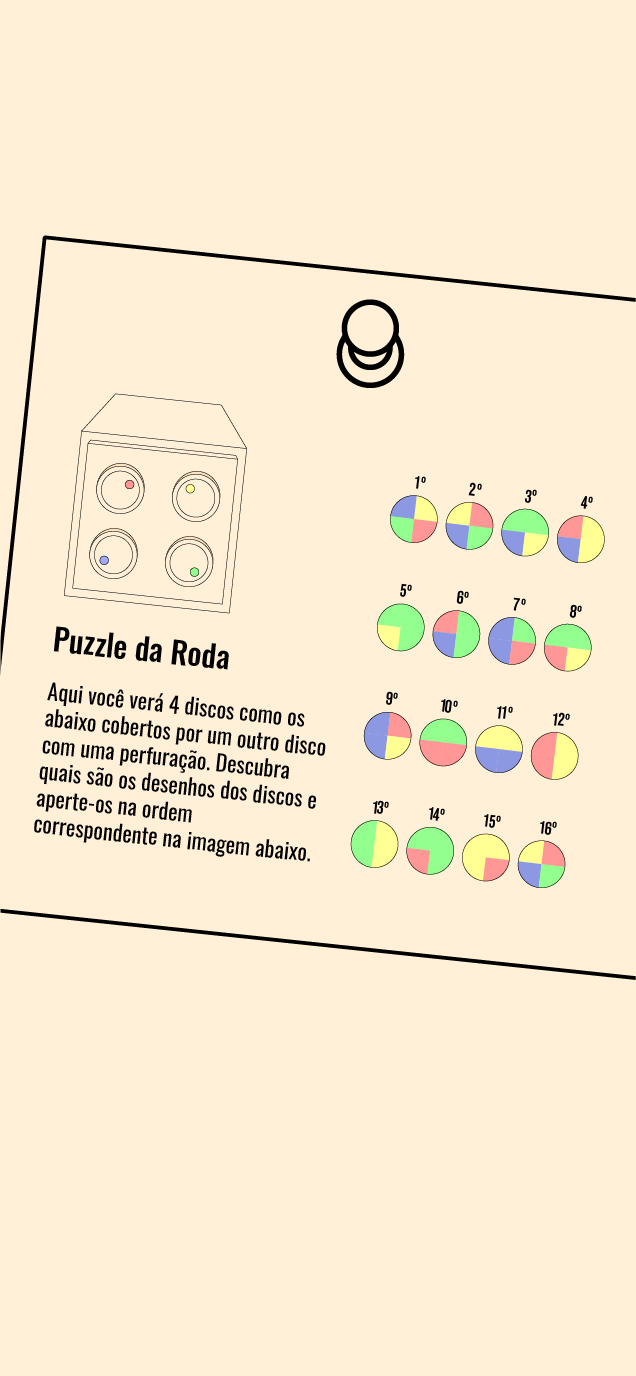 1º 2º 3º 4º
5º 6º 7º 8º
Puzzle da Roda
Aqui você verá 4 discos como os
abaixo cobertos por um outro disco
com uma perfuração. Descubra
quais são os desenhos dos discos e
aperte-os na ordem
correspondente na imagem abaixo.
9º 10º 11º 12º
13º 14º 15º 16º